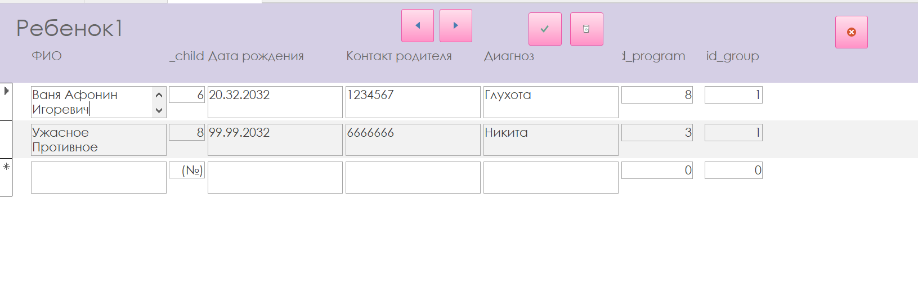 Ребенок1
ФИО _child Дата рождения Контакт родителя Диагноз d_program id_group
Ваня Афонин Игоревич 6 20.32.2032 1234567 Глухота 8 1
Ужасное Противное 8 99.99.2032 6666666 Никита 3 1
* (№) 0 0